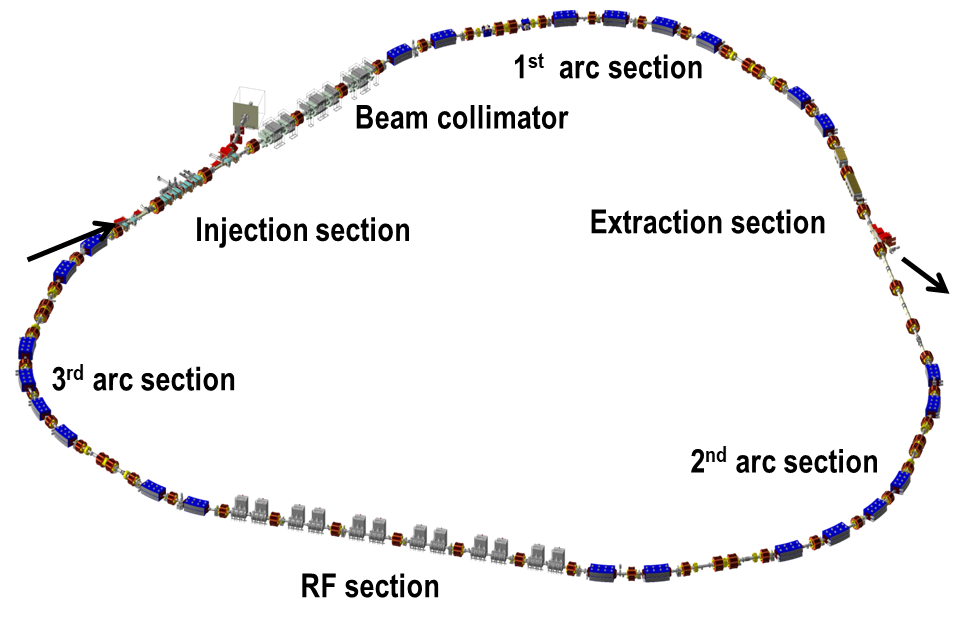 1st arc section
Beam collimator
Injection section
Extraction section
3rd arc section
2nd arc section
RF section